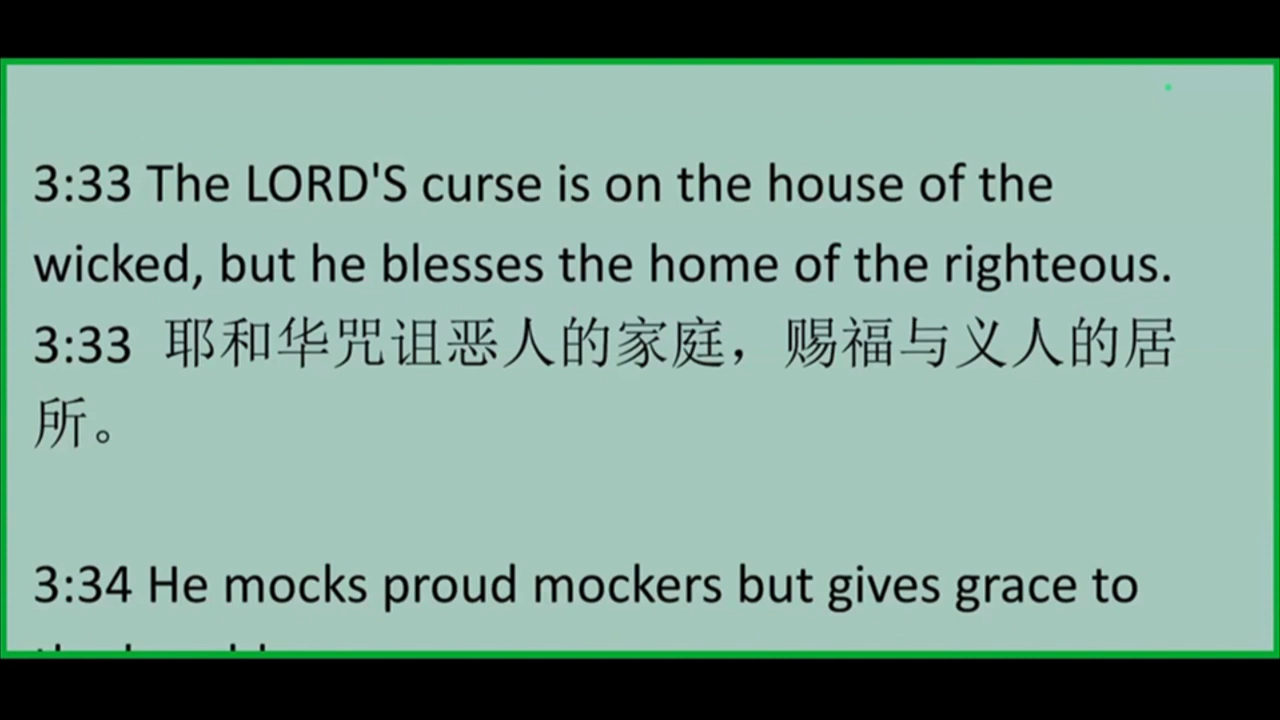 3:33 The LORD'S curse is on the house of the
wicked, but he blesses the home of the righteous.
3:33 耶和华咒诅恶人的家庭，赐福与义人的居
所。
3:34 He mocks proud mockers but gives grace to